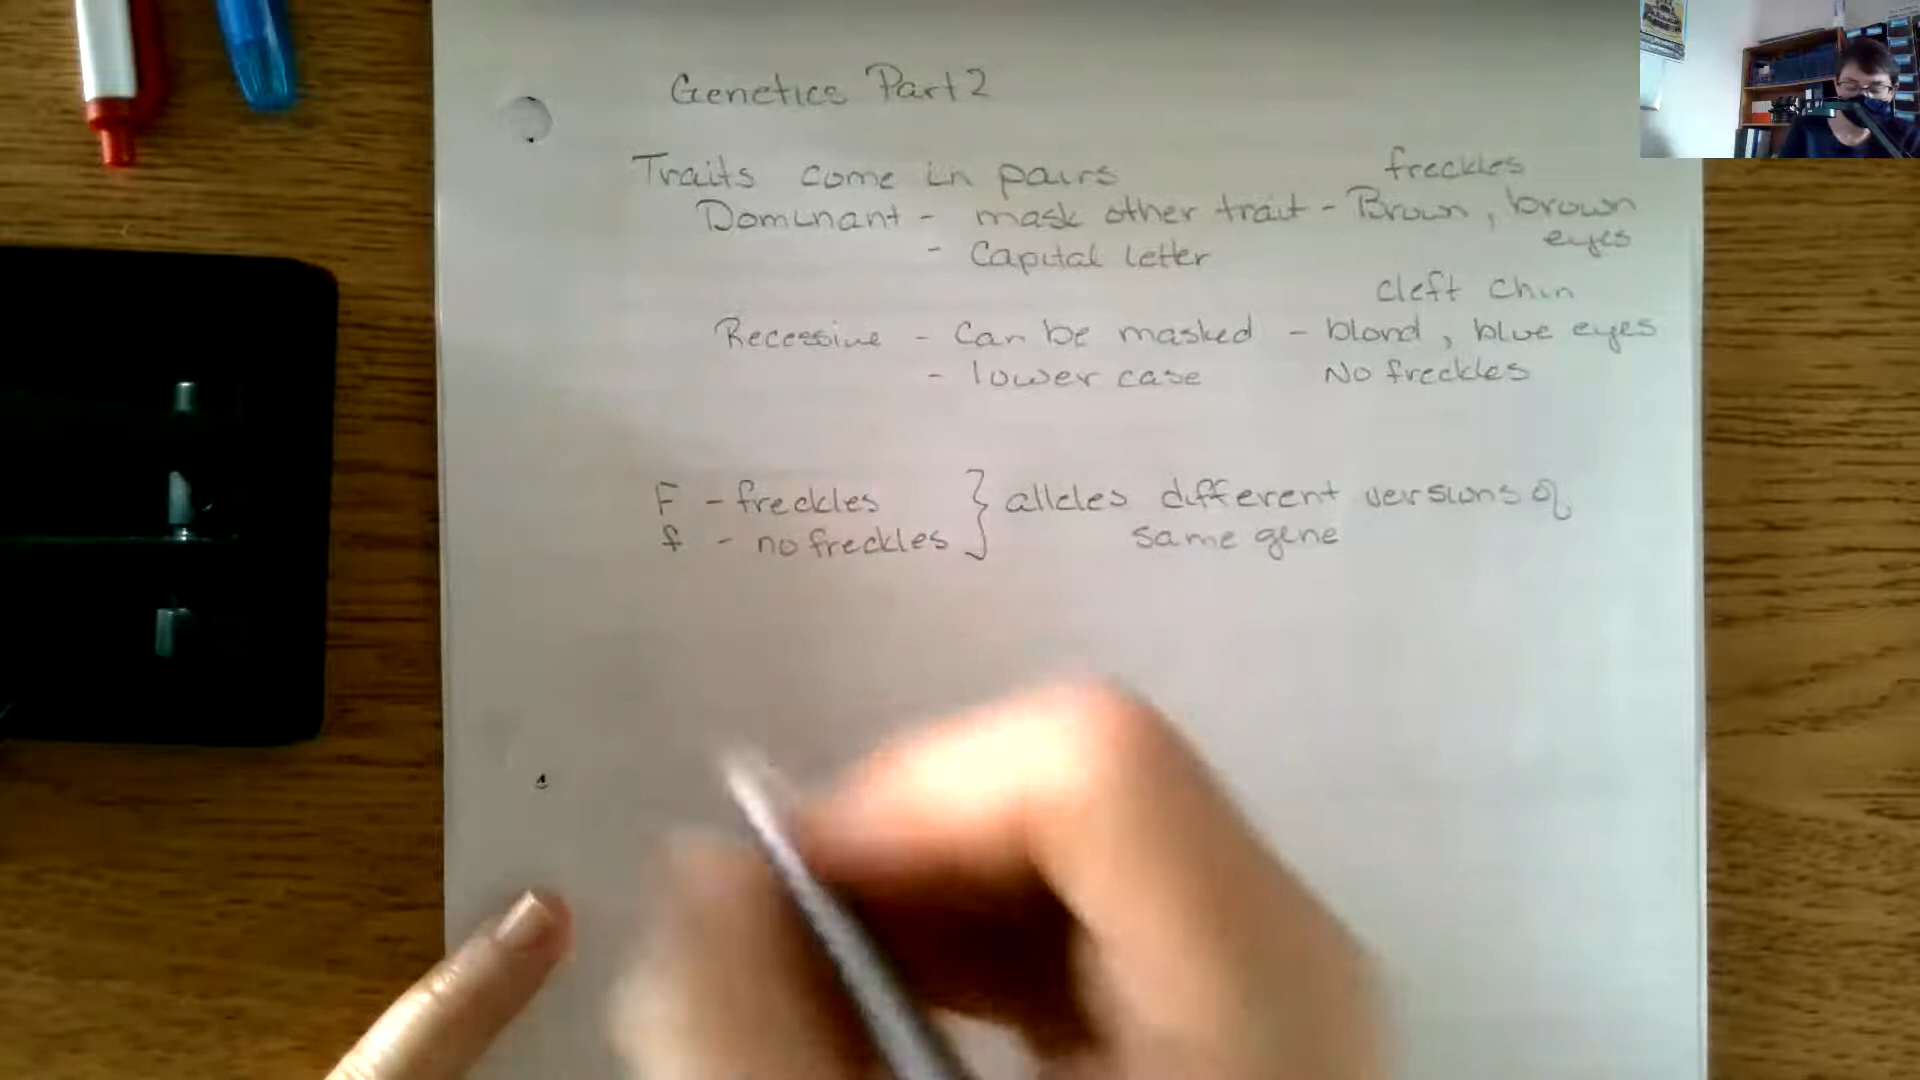 Genetics Part 2
Traits come in pairs
freckles
Dominant - mask other trait - Brown, brown
eyes
- Capital letter
cleft chin
Recessive - Can be masked - blond, blue eyes
- lower case No freckles
F - freckles } alleles different versions of
f - no freckles same gene